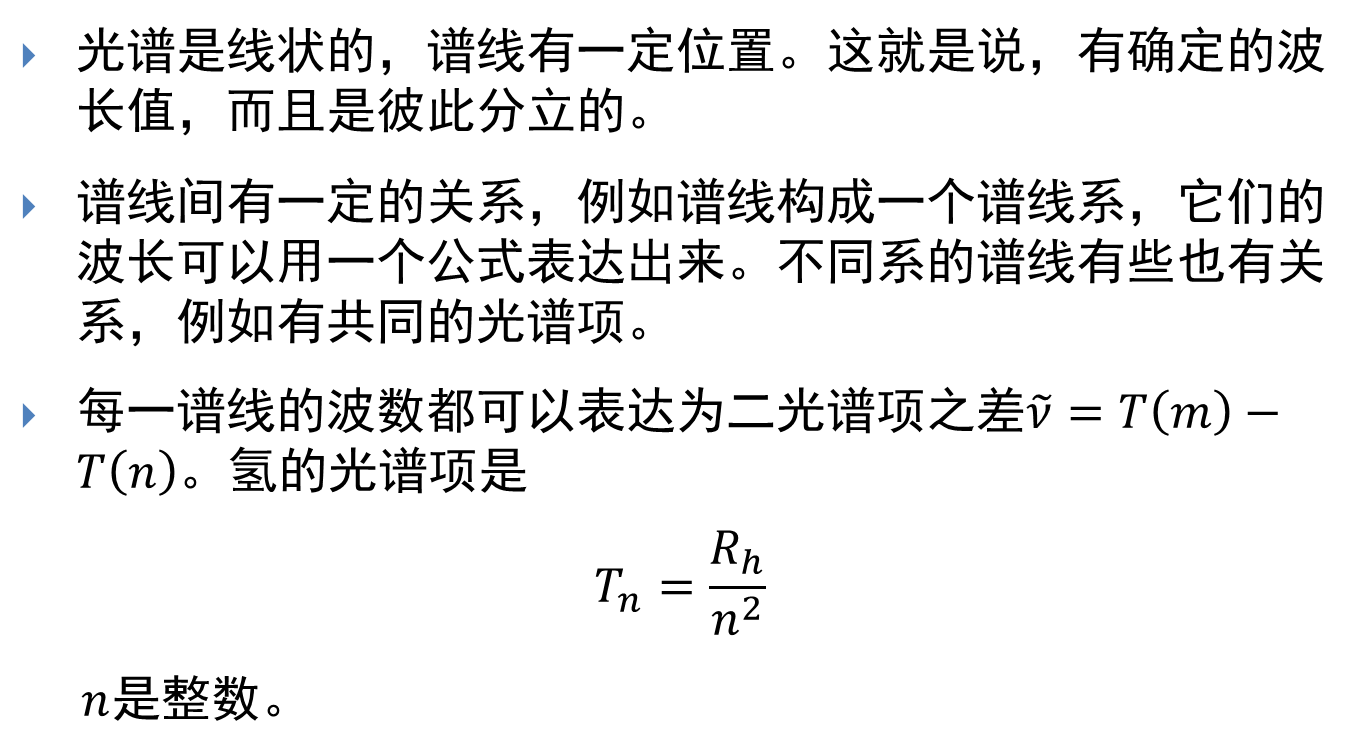 光谱是线状的，谱线有一定位置。这就是说，有确定的波
长值，而且是彼此分立的。
谱线间有一定的关系，例如谱线构成一个谱线系，它们的
波长可以用一个公式表达出来。不同系的谱线有些也有关
系，例如有共同的光谱项。
每一谱线的波数都可以表达为二光谱项之差ṽ = T(m) −
T(n)。氢的光谱项是
Tₙ = R_h / n²
n是整数。